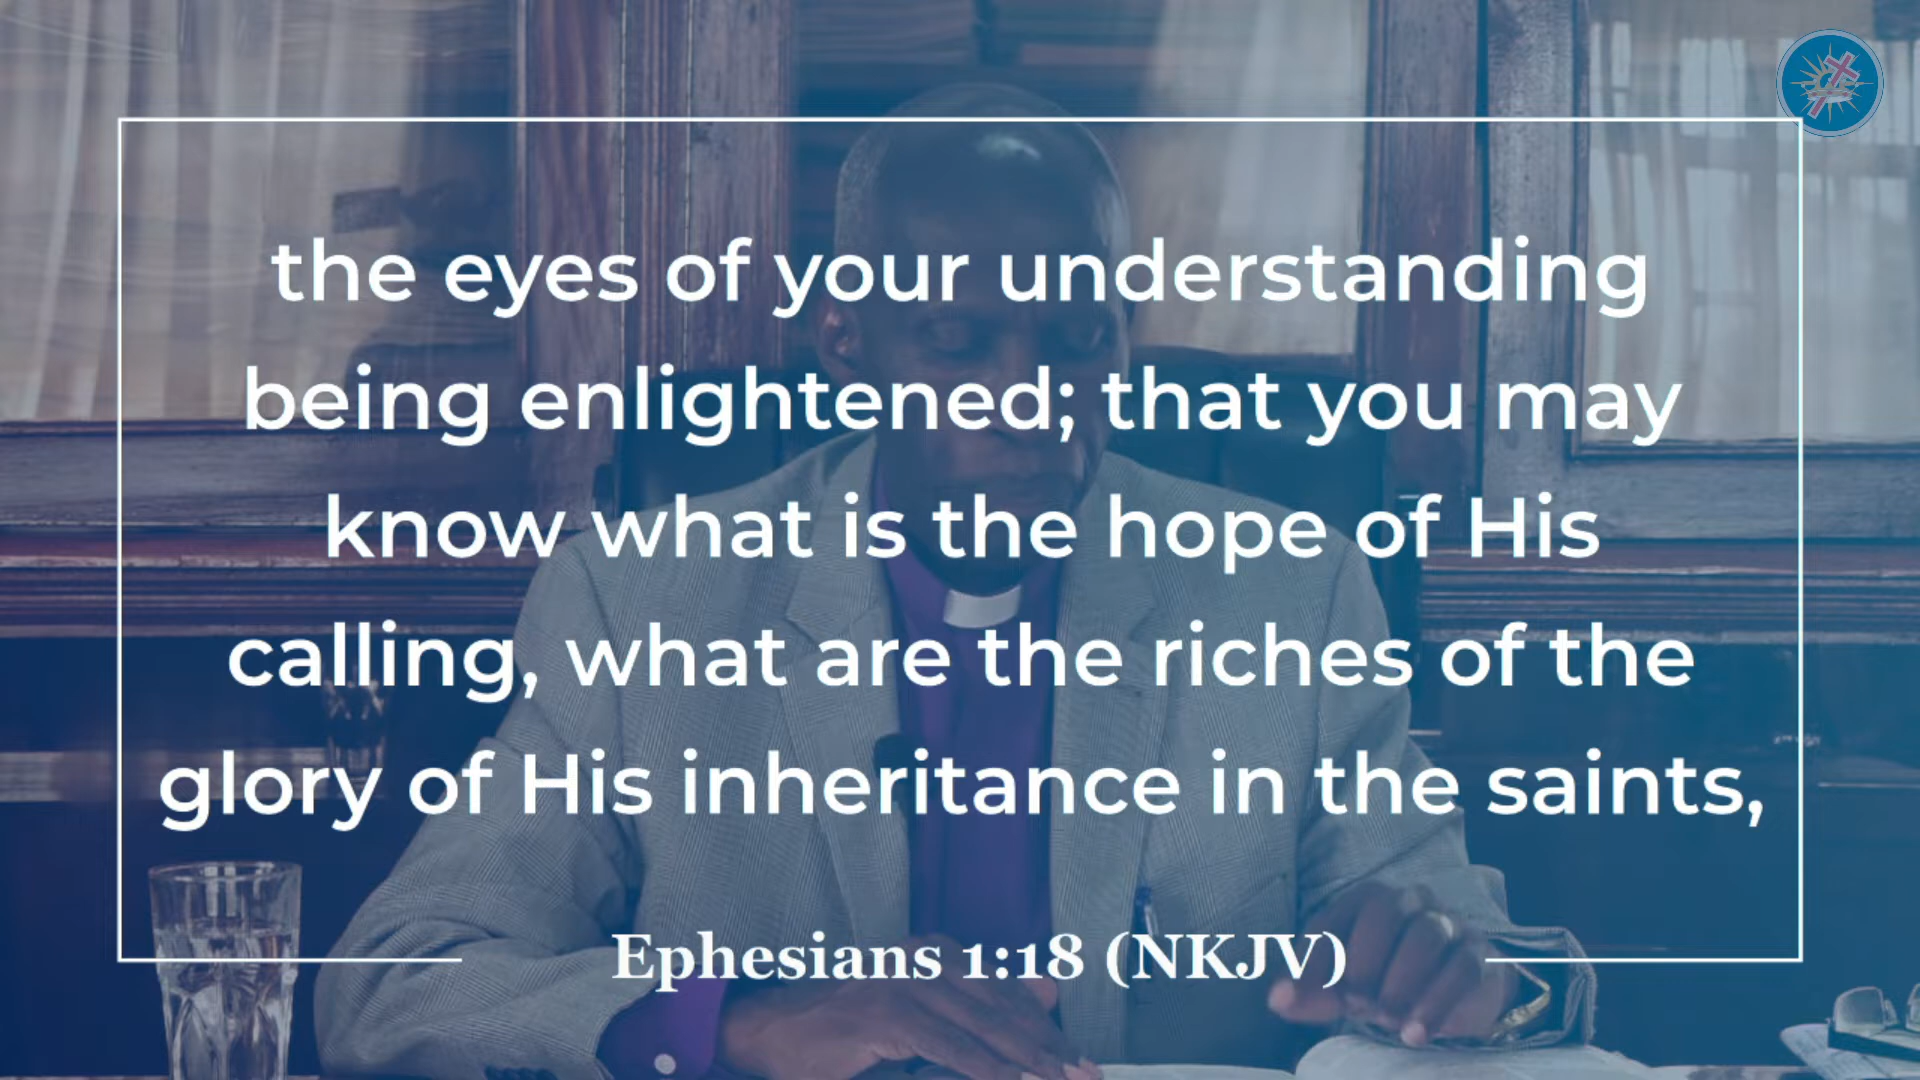 the eyes of your understanding
being enlightened; that you may
know what is the hope of His
calling, what are the riches of the
glory of His inheritance in the saints,
Ephesians 1:18 (NKJV)